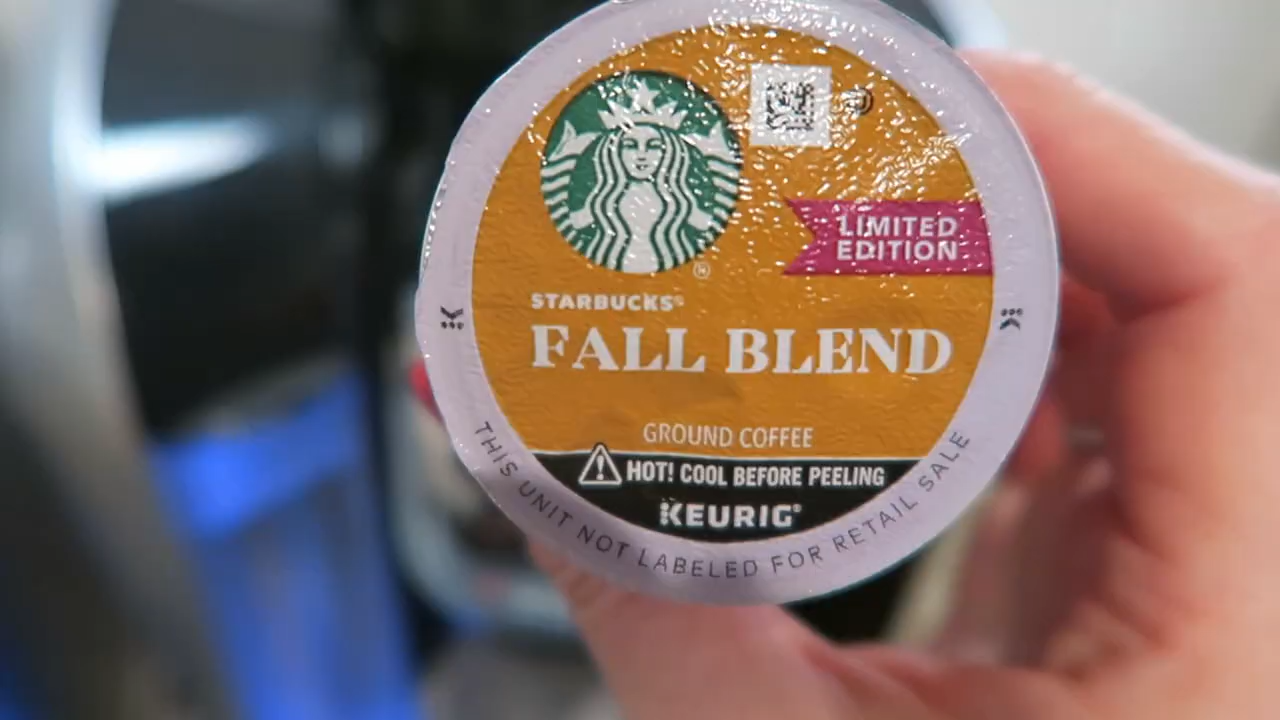 LIMITED
EDITION
STARBUCKS®
FALL BLEND
GROUND COFFEE
HOT! COOL BEFORE PEELING
KEURIG®
THIS UNIT NOT LABELED FOR RETAIL SALE